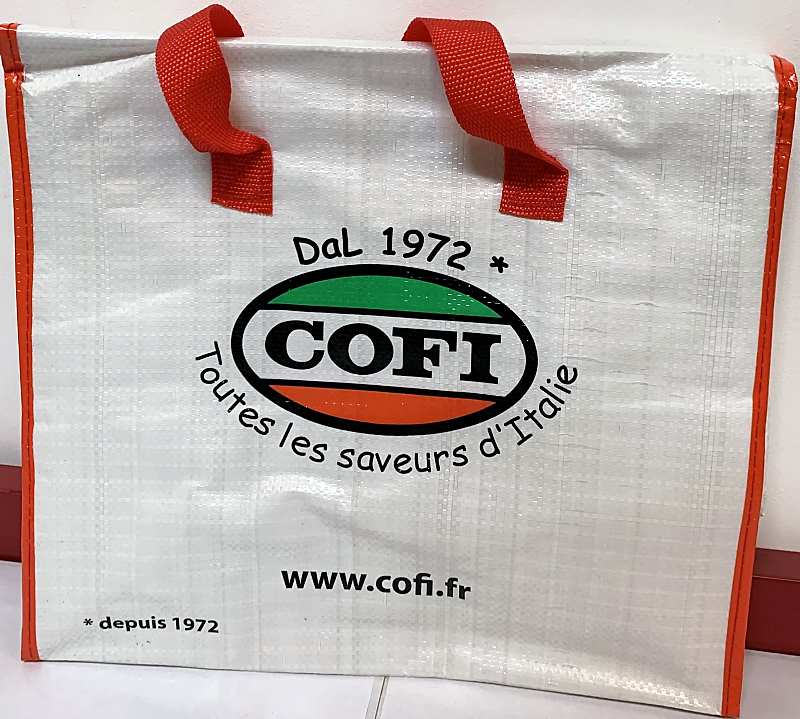 DaL 1972 *
COFI
Toutes les saveurs d'Italie
www.cofi.fr
* depuis 1972